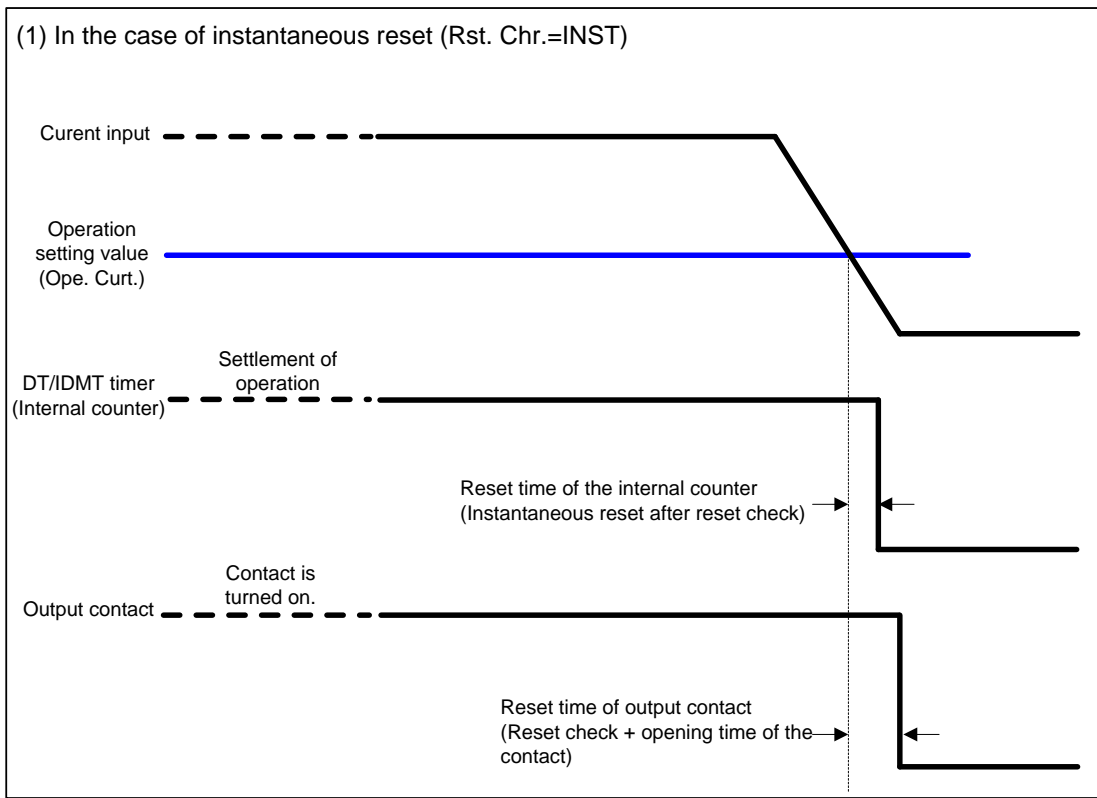 (1) In the case of instantaneous reset (Rst. Chr.=INST)
Curent input
Operation
setting value
(Ope. Curt.)
Settlement of
operation
DT/IDMT timer
(Internal counter)
Reset time of the internal counter
(Instantaneous reset after reset check)
Contact is
turned on.
Output contact
Reset time of output contact
(Reset check + opening time of the
contact)